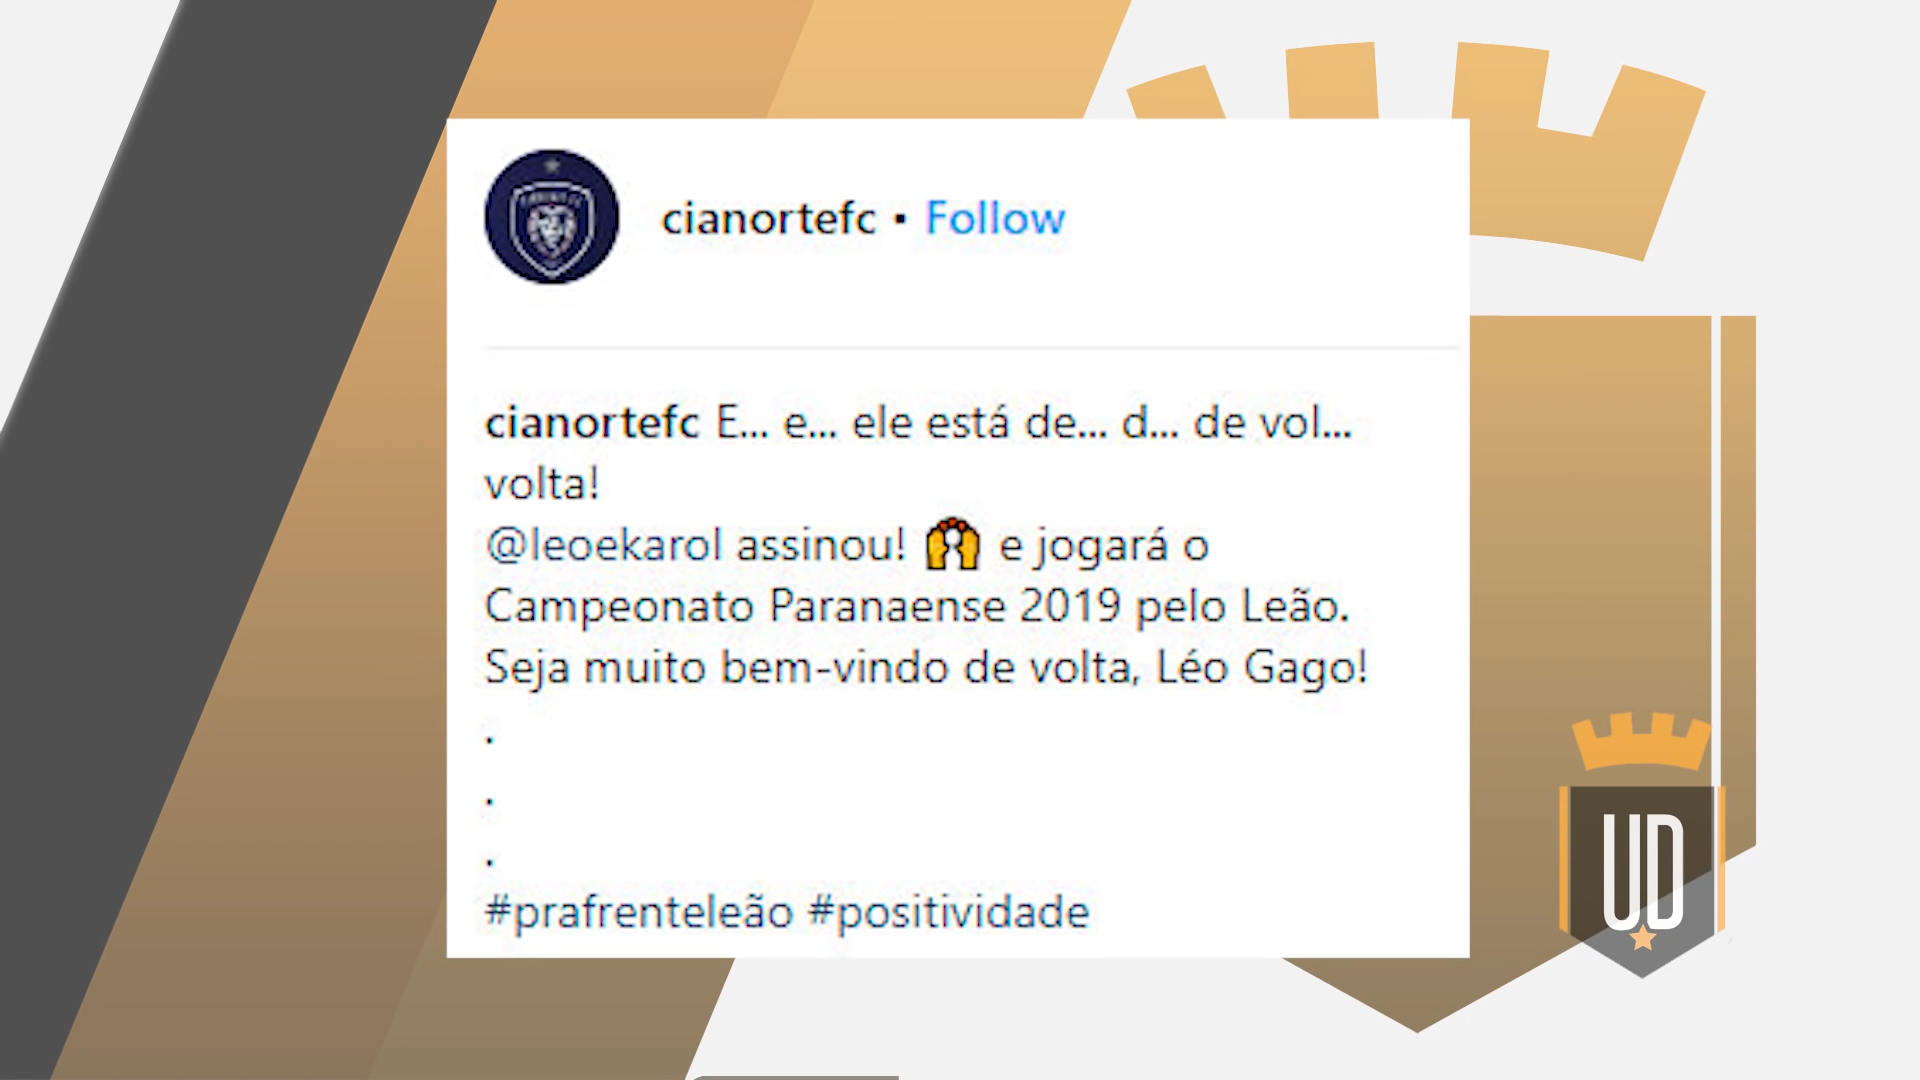 cianortefc • Follow
cianortefc E... e... ele está de... d... de vol...
volta!
@leoekarol assinou! 🙌 e jogará o
Campeonato Paranaense 2019 pelo Leão.
Seja muito bem-vindo de volta, Léo Gago!
.
.
.
#prafrenteleão #positividade
UD